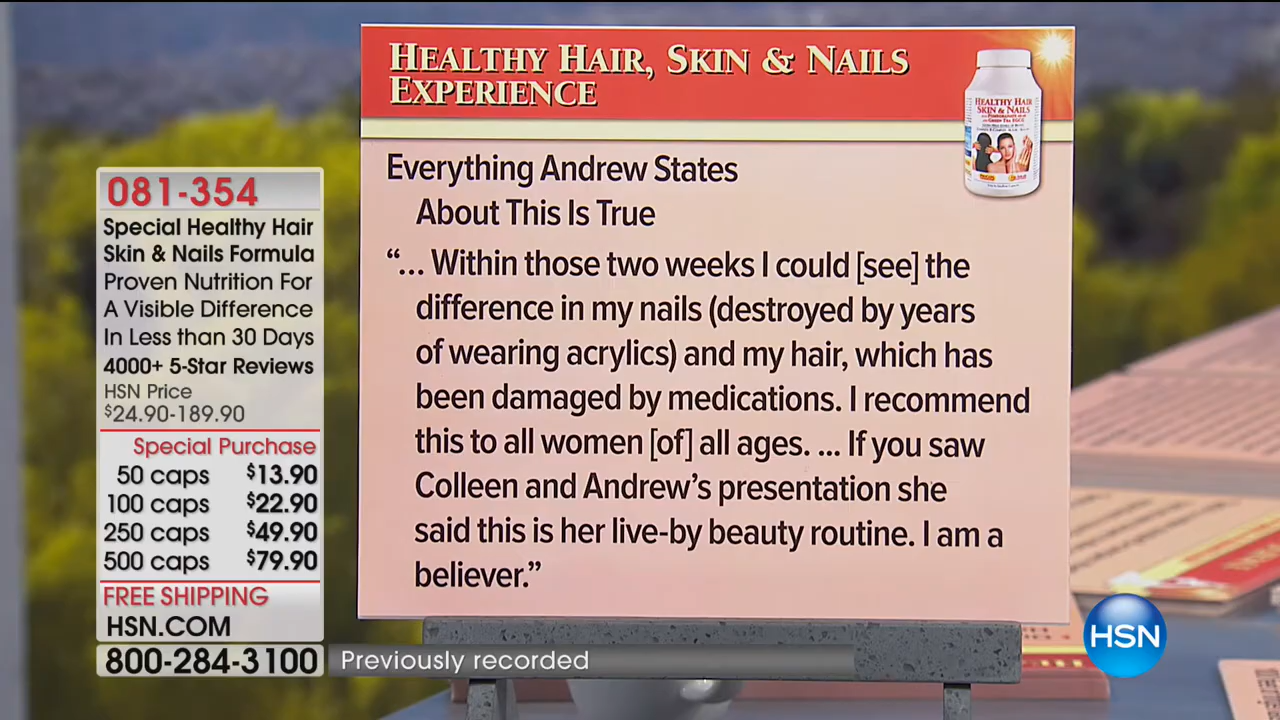 HEALTHY HAIR, SKIN & NAILS
EXPERIENCE
HEALTHY HAIR
SKIN & NAILS
Everything Andrew States
About This Is True
“... Within those two weeks I could [see] the
difference in my nails (destroyed by years
of wearing acrylics) and my hair, which has
been damaged by medications. I recommend
this to all women [of] all ages. ... If you saw
Colleen and Andrew’s presentation she
said this is her live-by beauty routine. I am a
believer.”
081-354
Special Healthy Hair
Skin & Nails Formula
Proven Nutrition For
A Visible Difference
In Less than 30 Days
4000+ 5-Star Reviews
HSN Price
$24.90-189.90
Special Purchase
50 caps $13.90
100 caps $22.90
250 caps $49.90
500 caps $79.90
FREE SHIPPING
HSN.COM
800-284-3100
Previously recorded
HSN